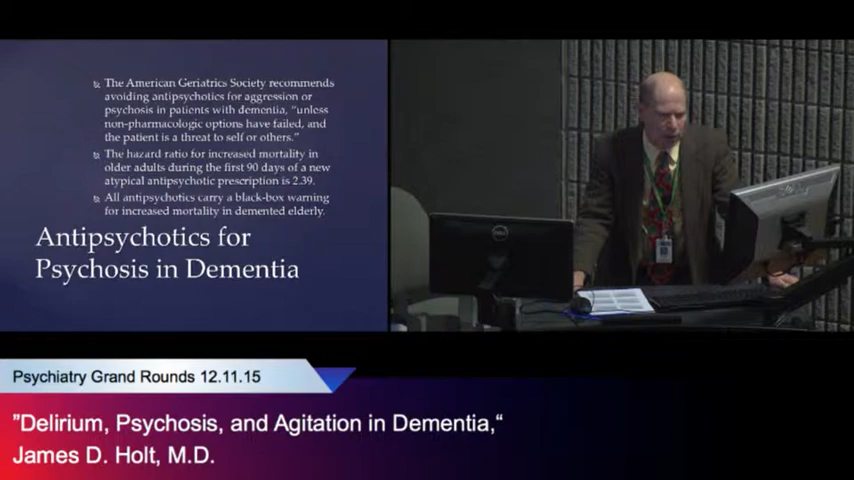 The American Geriatrics Society recommends
avoiding antipsychotics for aggression or
psychosis in patients with dementia, "unless
non-pharmacologic options have failed, and
the patient is a threat to self or others."
The hazard ratio for increased mortality in
older adults during the first 90 days of a new
atypical antipsychotic prescription is 2.39.
All antipsychotics carry a black-box warning
for increased mortality in demented elderly.
Antipsychotics for
Psychosis in Dementia
DELL
Psychiatry Grand Rounds 12.11.15
"Delirium, Psychosis, and Agitation in Dementia,"
James D. Holt, M.D.